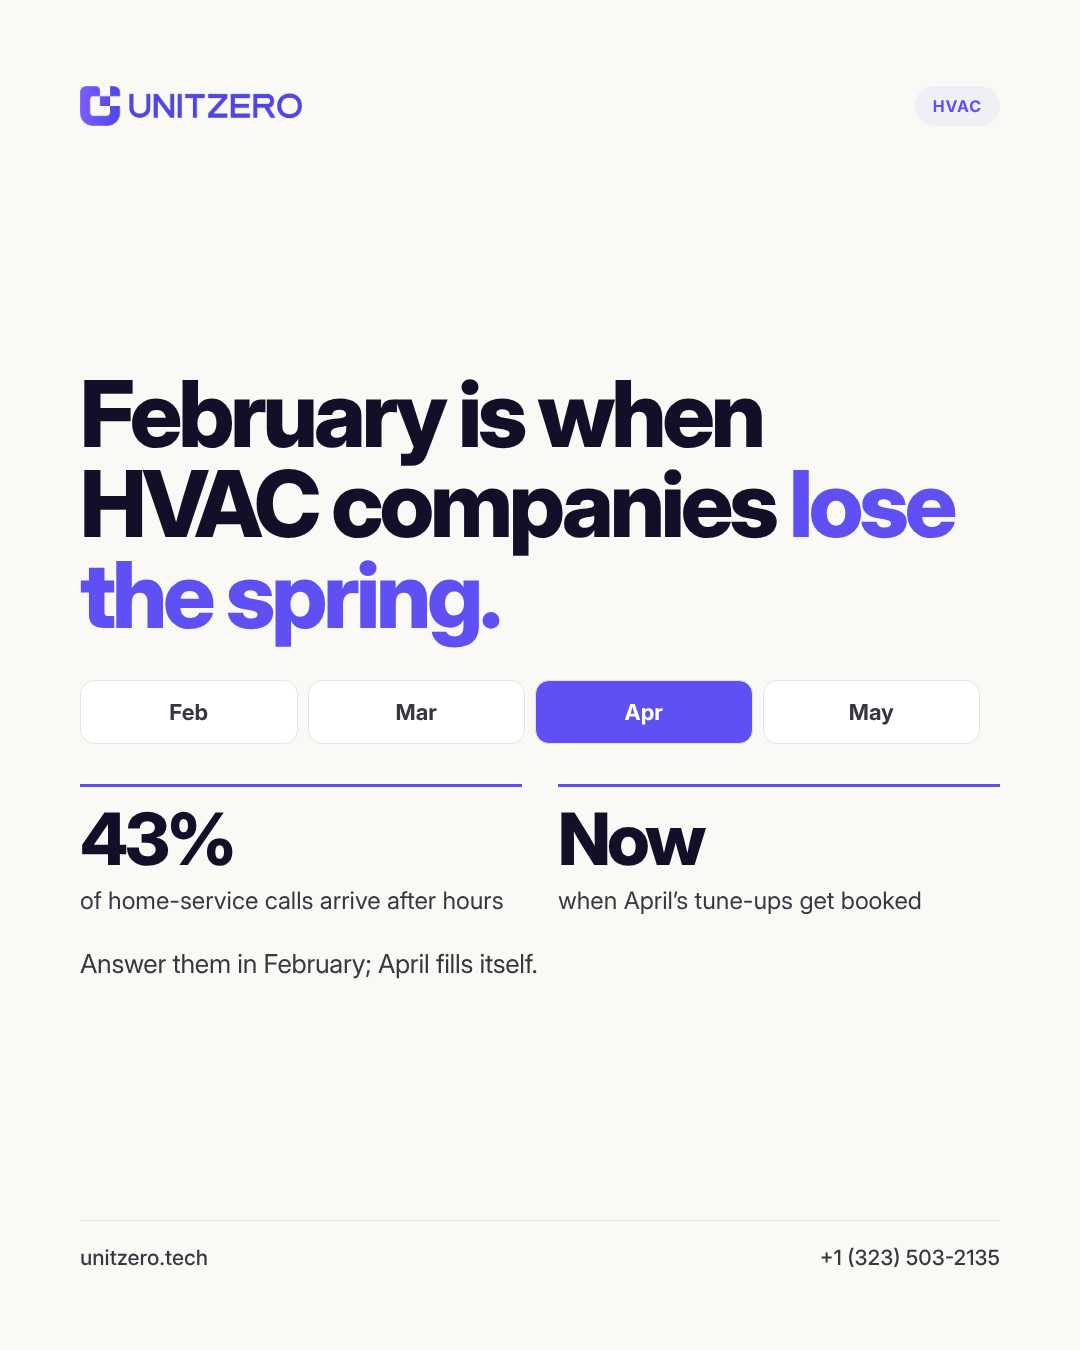 UNITZERO
HVAC
February is when
HVAC companies lose
the spring.
Feb
Mar
Apr
May
43%
of home-service calls arrive after hours
Now
when April’s tune-ups get booked
Answer them in February; April fills itself.
unitzero.tech
+1 (323) 503-2135